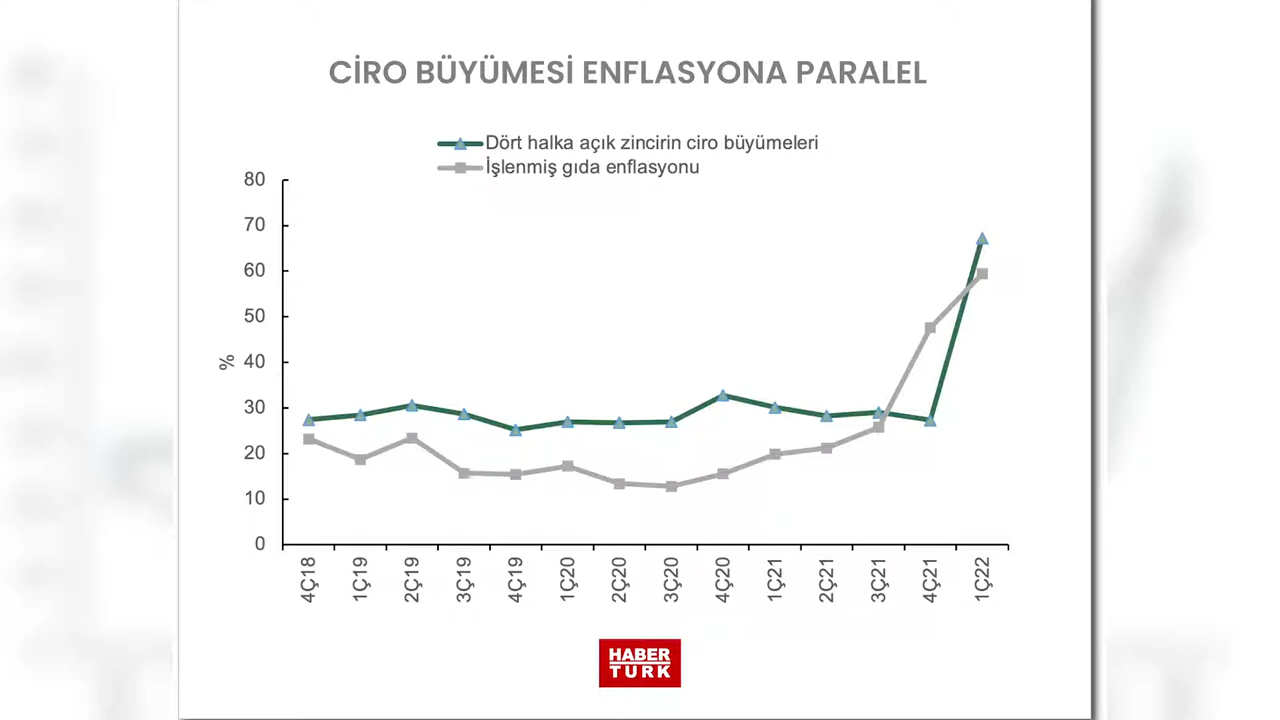 CİRO BÜYÜMESİ ENFLASYONA PARALEL
Dört halka açık zincirin ciro büyümeleri
İşlenmiş gıda enflasyonu
80
70
60
50
40
30
20
10
0
%
4Ç18 1Ç19 2Ç19 3Ç19 4Ç19 1Ç20 2Ç20 3Ç20 4Ç20 1Ç21 2Ç21 3Ç21 4Ç21 1Ç22
HABER
TURK